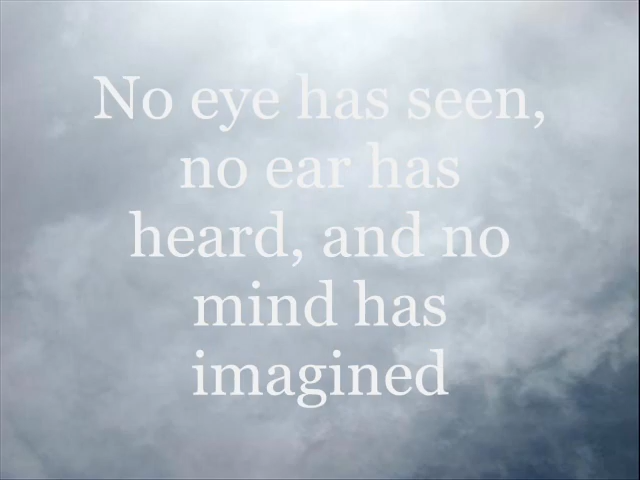 No eye has seen,
no ear has
heard, and no
mind has
imagined